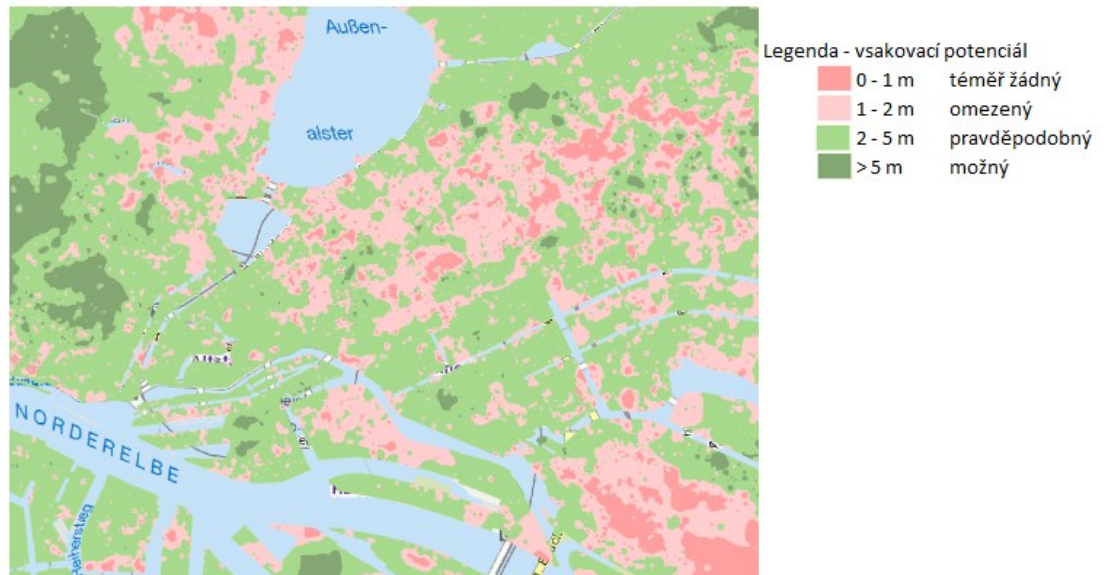 Außen-
alster
NORDERELBE
Legenda - vsakovací potenciál
0 - 1 m téměř žádný
1 - 2 m omezený
2 - 5 m pravděpodobný
> 5 m možný